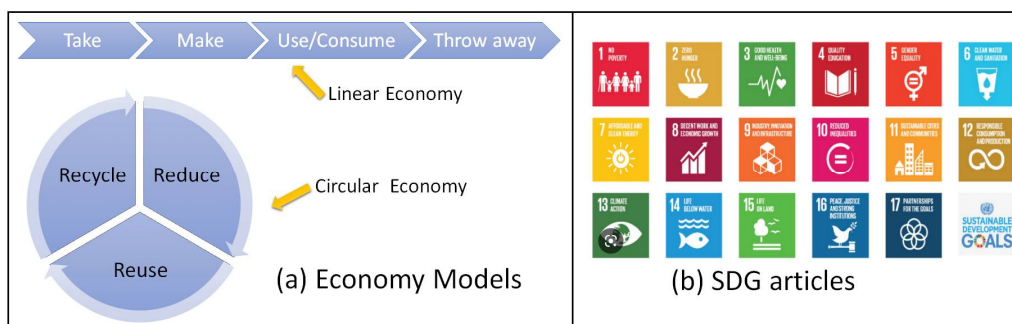 Take Make Use/Consume Throw away
Linear Economy
Recycle Reduce
Circular Economy
Reuse
(a) Economy Models
1 NO
POVERTY
2 ZERO
HUNGER
3 GOOD HEALTH
AND WELL-BEING
4 QUALITY
EDUCATION
5 GENDER
EQUALITY
6 CLEAN WATER
AND SANITATION
7 AFFORDABLE AND
CLEAN ENERGY
8 DECENT WORK AND
ECONOMIC GROWTH
9 INDUSTRY, INNOVATION
AND INFRASTRUCTURE
10 REDUCED
INEQUALITIES
11 SUSTAINABLE CITIES
AND COMMUNITIES
12 RESPONSIBLE
CONSUMPTION
AND PRODUCTION
13 CLIMATE
ACTION
14 LIFE
BELOW WATER
15 LIFE
ON LAND
16 PEACE, JUSTICE
AND STRONG
INSTITUTIONS
17 PARTNERSHIPS
FOR THE GOALS
SUSTAINABLE
DEVELOPMENT
GOALS
(b) SDG articles